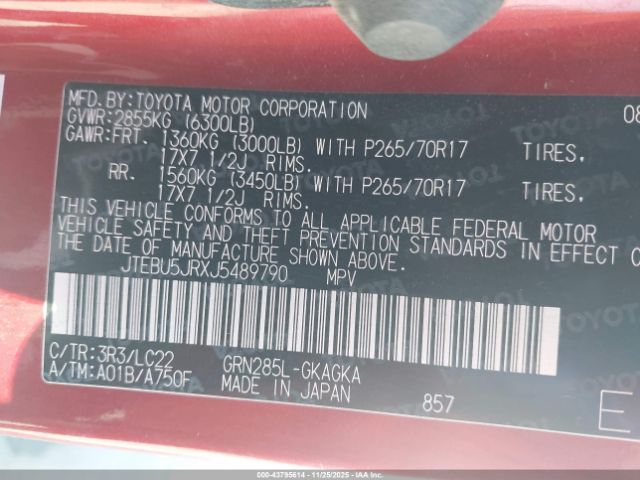 MFD.BY:TOYOTA MOTOR CORPORATION 08
GVWR:2855KG (6300LB)
GAWR:FRT. 1360KG (3000LB) WITH P265/70R17 TIRES,
17X7 1/2J RIMS.
RR. 1560KG (3450LB) WITH P265/70R17 TIRES,
17X7 1/2J RIMS.
THIS VEHICLE CONFORMS TO ALL APPLICABLE FEDERAL MOTOR
VEHICLE SAFETY AND THEFT PREVENTION STANDARDS IN EFFECT O
THE DATE OF MANUFACTURE SHOWN ABOVE.
JTEBU5JRXJ5489790 MPV
C/TR:3R3/LC22 GRN285L-GKAGKA
A/TM:A01B/A750F MADE IN JAPAN 857 E
000-43795614 - 11/25/2025 - IAA, Inc.